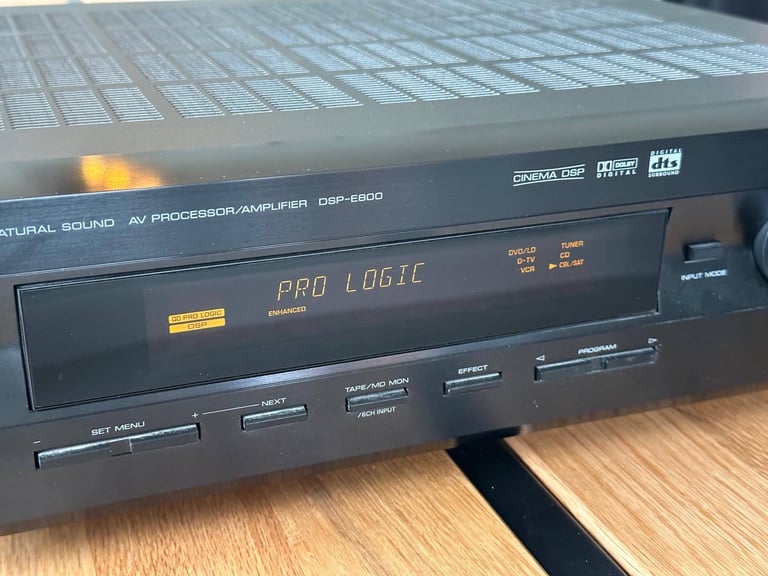 CINEMA DSP
DOLBY
DIGITAL
DIGITAL
dts
SURROUND
NATURAL SOUND AV PROCESSOR/AMPLIFIER DSP-E800
PRO LOGIC
ENHANCED
PRO LOGIC
DSP
DVD/LD TUNER
D-TV CD
VCR CBL/SAT
INPUT MODE
− SET MENU +
NEXT
TAPE/MD MON
/6CH INPUT
EFFECT
PROGRAM